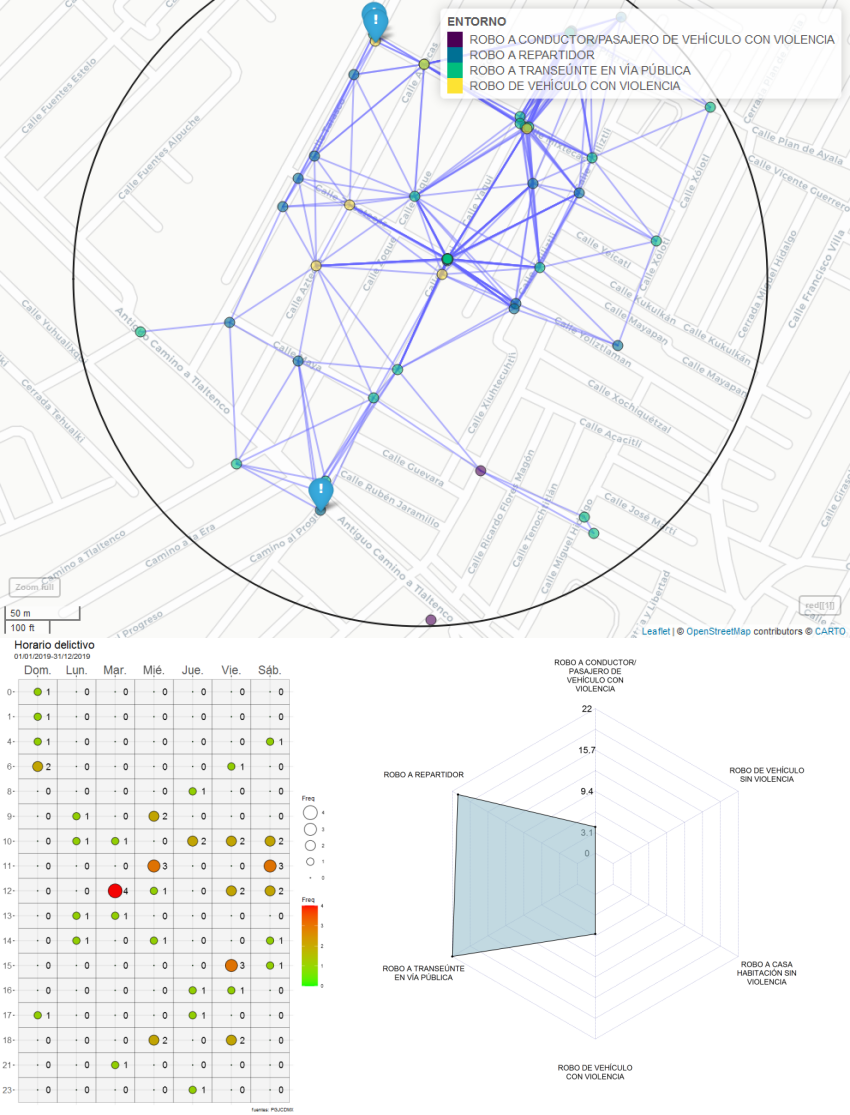 ENTORNO
ROBO A CONDUCTOR/PASAJERO DE VEHÍCULO CON VIOLENCIA
ROBO A REPARTIDOR
ROBO A TRANSEÚNTE EN VÍA PÚBLICA
ROBO DE VEHÍCULO CON VIOLENCIA
Calle Fuentes Estelo
Calle Fuentes Alpuche
Calle Plan de Ayala
Calle Vicente Guerrero
Calle Xólotl
Calle Yaqui
Calle Xoque
Calle Yolcatl
Calle Xólotl
Cerrada Miguel Hidalgo
Calle Francisco Villa
Calle Kukulkán
Calle Kukulkán
Calle Mayapan
Calle Mayapan
Calle Yoliztlaman
Calle Xochiquétzal
Calle Acacitli
Calle Xiuhtecuhtli
Antiguo Camino a Tlaltenco
Cerrada Tehualki
Calle Guevara
Calle Rubén Jaramillo
Calle Ricardo Flores Magón
Calle Tenochtitlán
Calle José Martí
Camino a Tlaltenco
Camino a la Era
Camino al Progreso
Antiguo Camino a Tlaltenco
Zoom full
50 m
100 ft
Progreso
y Libertad
red[[1]]
Leaflet | © OpenStreetMap contributors © CARTO
Horario delictivo
01/01/2019-31/12/2019
Dom. Lun. Mar. Mié. Jue. Vie. Sáb.
0 1 0 0 0 0 0 0
1 1 0 0 0 0 0 0
4 1 0 0 0 0 0 1
6 2 0 0 0 0 1 0
8 0 0 0 0 1 0 0
9 0 1 0 2 0 0 0
10 0 1 1 0 2 2 2
11 0 0 0 3 0 0 3
12 0 0 4 1 0 2 2
13 0 1 1 0 0 0 0
14 0 1 0 1 0 0 1
15 0 0 0 0 0 3 1
16 0 0 0 0 1 1 0
17 1 0 0 0 1 0 0
18 0 0 0 2 0 2 0
21 0 0 1 0 0 0 0
23 0 0 0 0 1 0 0
fuentes: PGJCDMX
Freq
4
3
2
1
0
Freq
4
3
2
1
0
ROBO A CONDUCTOR/
PASAJERO DE
VEHÍCULO CON
VIOLENCIA
22
15.7
9.4
3.1
0
ROBO A REPARTIDOR
ROBO DE VEHÍCULO
SIN VIOLENCIA
ROBO A TRANSEÚNTE
EN VÍA PÚBLICA
ROBO A CASA
HABITACIÓN SIN
VIOLENCIA
ROBO DE VEHÍCULO
CON VIOLENCIA